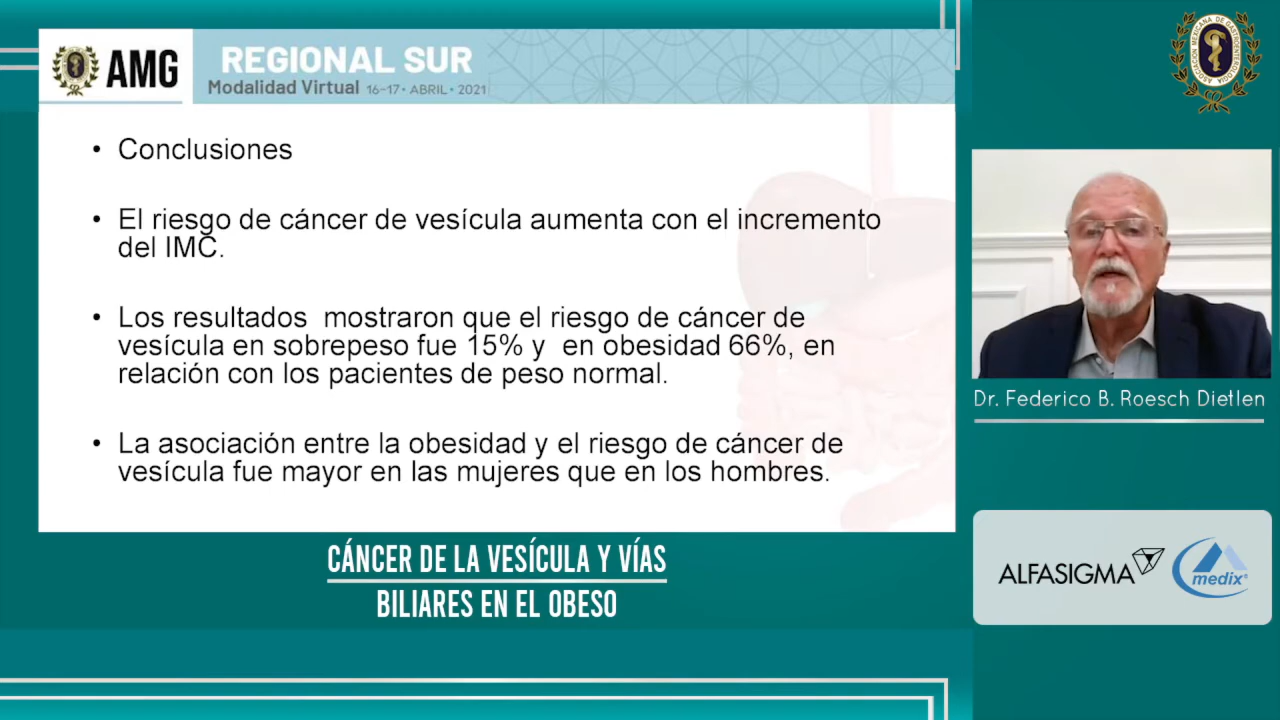 AMG
REGIONAL SUR
Modalidad Virtual 16-17 • ABRIL • 2021
• Conclusiones
• El riesgo de cáncer de vesícula aumenta con el incremento
del IMC.
• Los resultados mostraron que el riesgo de cáncer de
vesícula en sobrepeso fue 15% y en obesidad 66%, en
relación con los pacientes de peso normal.
• La asociación entre la obesidad y el riesgo de cáncer de
vesícula fue mayor en las mujeres que en los hombres.
CÁNCER DE LA VESÍCULA Y VÍAS
BILIARES EN EL OBESO
ASOCIACIÓN MEXICANA DE GASTROENTEROLOGÍA
Dr. Federico B. Roesch Dietlen
ALFASIGMA
medix®